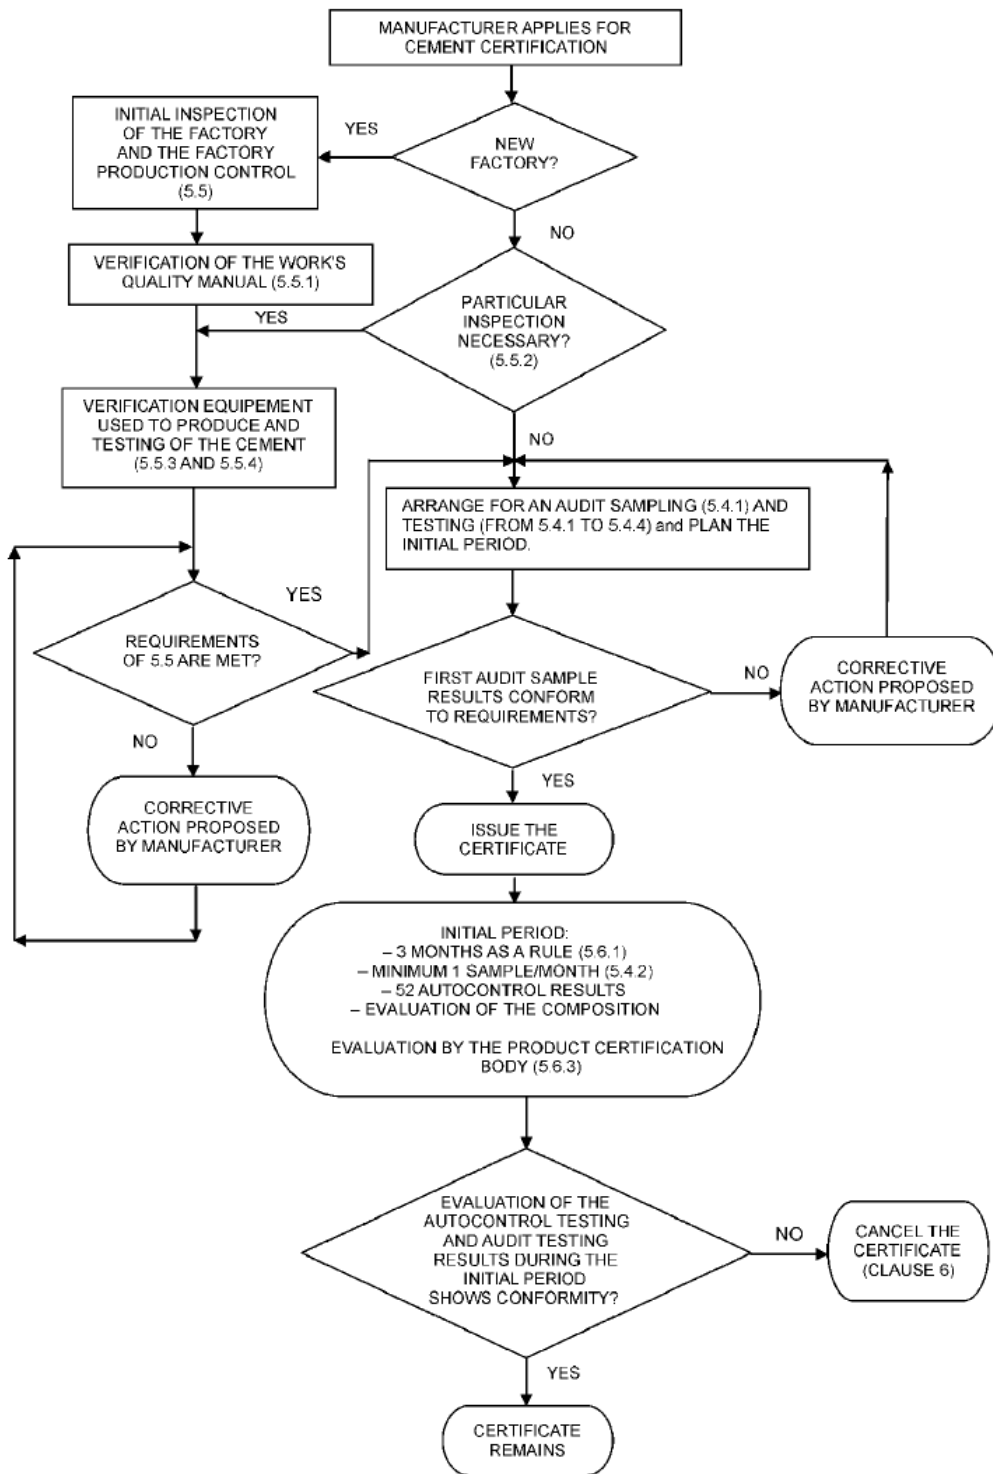 MANUFACTURER APPLIES FOR
CEMENT CERTIFICATION
INITIAL INSPECTION
OF THE FACTORY
AND THE FACTORY
PRODUCTION CONTROL
(5.5)
YES
NEW
FACTORY?
NO
VERIFICATION OF THE WORK'S
QUALITY MANUAL (5.5.1)
YES
PARTICULAR
INSPECTION
NECESSARY?
(5.5.2)
VERIFICATION EQUIPEMENT
USED TO PRODUCE AND
TESTING OF THE CEMENT
(5.5.3 AND 5.5.4)
NO
ARRANGE FOR AN AUDIT SAMPLING (5.4.1) AND
TESTING (FROM 5.4.1 TO 5.4.4) and PLAN THE
INITIAL PERIOD.
YES
REQUIREMENTS
OF 5.5 ARE MET?
FIRST AUDIT SAMPLE
RESULTS CONFORM
TO REQUIREMENTS?
NO
CORRECTIVE
ACTION PROPOSED
BY MANUFACTURER
NO
YES
CORRECTIVE
ACTION PROPOSED
BY MANUFACTURER
ISSUE THE
CERTIFICATE
INITIAL PERIOD:
– 3 MONTHS AS A RULE (5.6.1)
– MINIMUM 1 SAMPLE/MONTH (5.4.2)
– 52 AUTOCONTROL RESULTS
– EVALUATION OF THE COMPOSITION
EVALUATION BY THE PRODUCT CERTIFICATION
BODY (5.6.3)
EVALUATION OF THE
AUTOCONTROL TESTING
AND AUDIT TESTING
RESULTS DURING THE
INITIAL PERIOD
SHOWS CONFORMITY?
NO
CANCEL THE
CERTIFICATE
(CLAUSE 6)
YES
CERTIFICATE
REMAINS